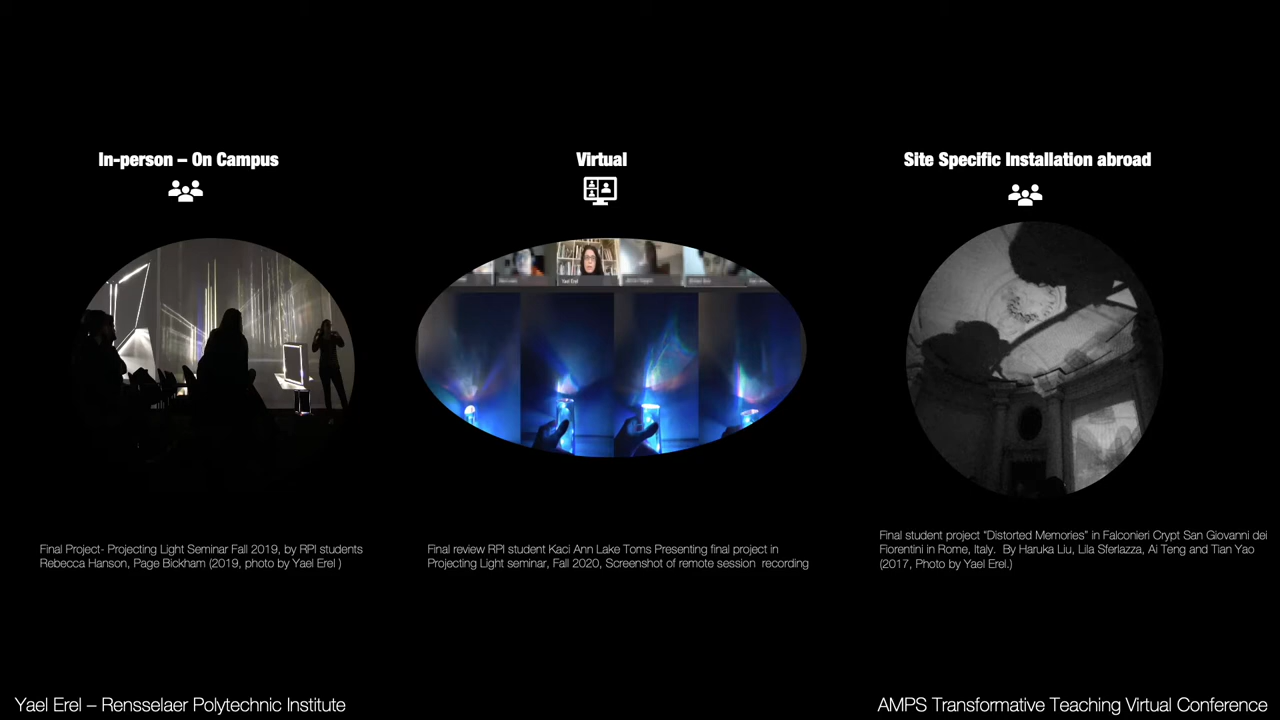 In-person – On Campus
Virtual
Site Specific Installation abroad
Yael Erel
Final Project- Projecting Light Seminar Fall 2019, by RPI students
Rebecca Hanson, Page Bickham (2019, photo by Yael Erel )
Final review RPI student Kaci Ann Lake Toms Presenting final project in
Projecting Light seminar, Fall 2020, Screenshot of remote session recording
Final student project “Distorted Memories” in Falconieri Crypt San Giovanni dei
Fiorentini in Rome, Italy. By Haruka Liu, Lila Sferlazza, Ai Teng and Tian Yao
(2017, Photo by Yael Erel.)
Yael Erel – Rensselaer Polytechnic Institute
AMPS Transformative Teaching Virtual Conference